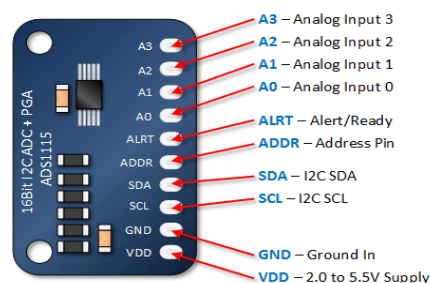 A3 – Analog Input 3
A2 – Analog Input 2
A1 – Analog Input 1
A0 – Analog Input 0
ALRT – Alert/Ready
ADDR – Address Pin
SDA – I2C SDA
SCL – I2C SCL
GND – Ground In
VDD – 2.0 to 5.5V Supply
A3
A2
A1
A0
ALRT
ADDR
SDA
SCL
GND
VDD
16Bit I2C ADC + PGA
ADS1115